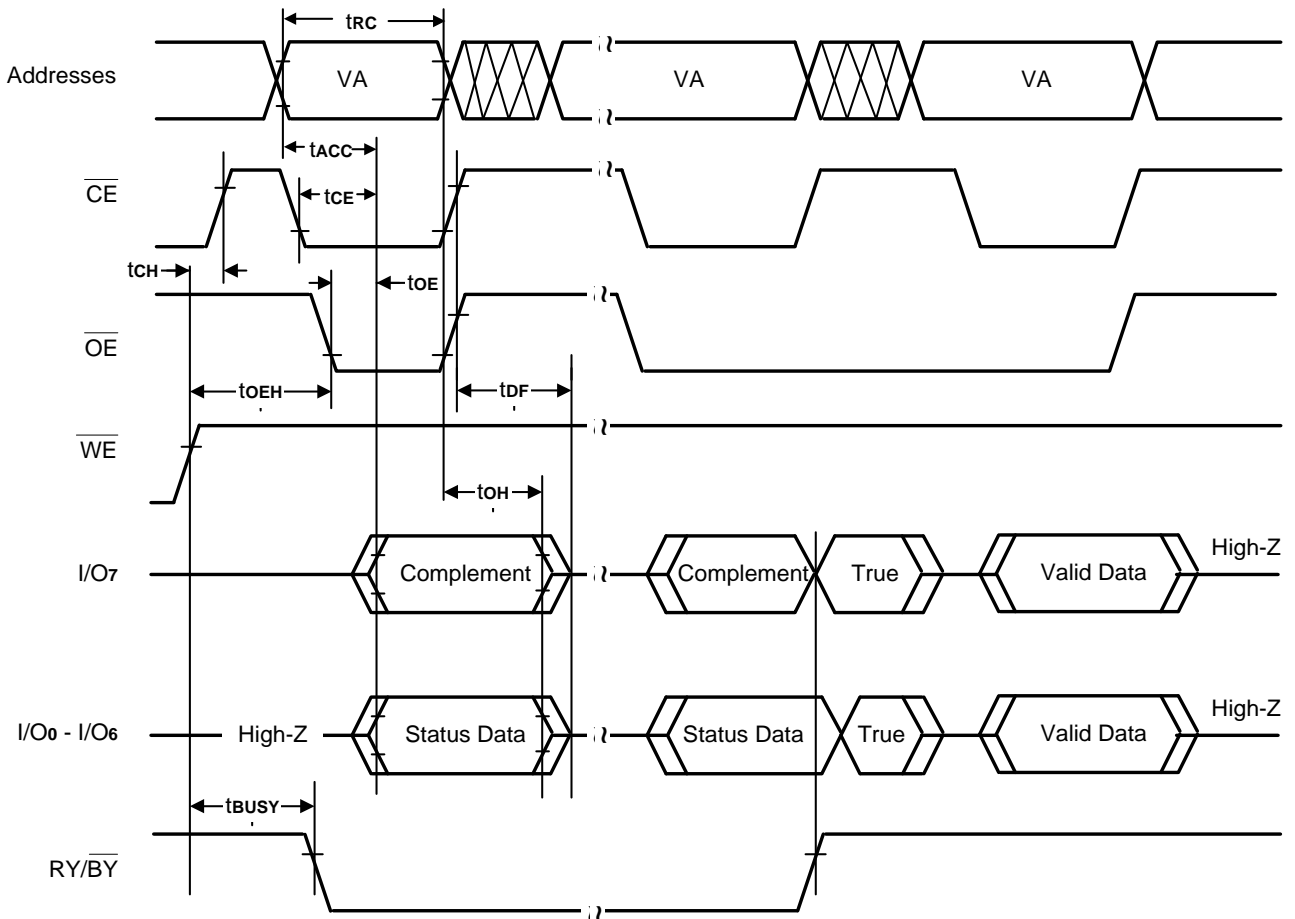 tRC
Addresses VA VA VA
tACC
CE
tCE
tCH
tOE
OE
tOEH
tDF
WE
tOH
I/O7 Complement Complement True Valid Data High-Z
I/O0 - I/O6 High-Z Status Data Status Data True Valid Data High-Z
tBUSY
RY/BY